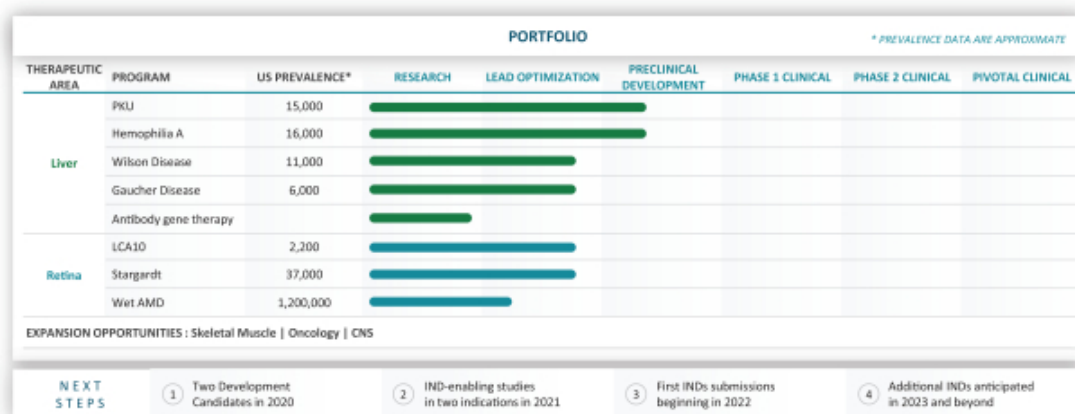 PORTFOLIO
* PREVALENCE DATA ARE APPROXIMATE
THERAPEUTIC AREA PROGRAM US PREVALENCE* RESEARCH LEAD OPTIMIZATION PRECLINICAL DEVELOPMENT PHASE 1 CLINICAL PHASE 2 CLINICAL PIVOTAL CLINICAL
Liver
PKU 15,000
Hemophilia A 16,000
Wilson Disease 11,000
Gaucher Disease 6,000
Antibody gene therapy
Retina
LCA10 2,200
Stargardt 37,000
Wet AMD 1,200,000
EXPANSION OPPORTUNITIES : Skeletal Muscle | Oncology | CNS
NEXT
STEPS
1 Two Development
Candidates in 2020
2 IND-enabling studies
in two indications in 2021
3 First INDs submissions
beginning in 2022
4 Additional INDs anticipated
in 2023 and beyond